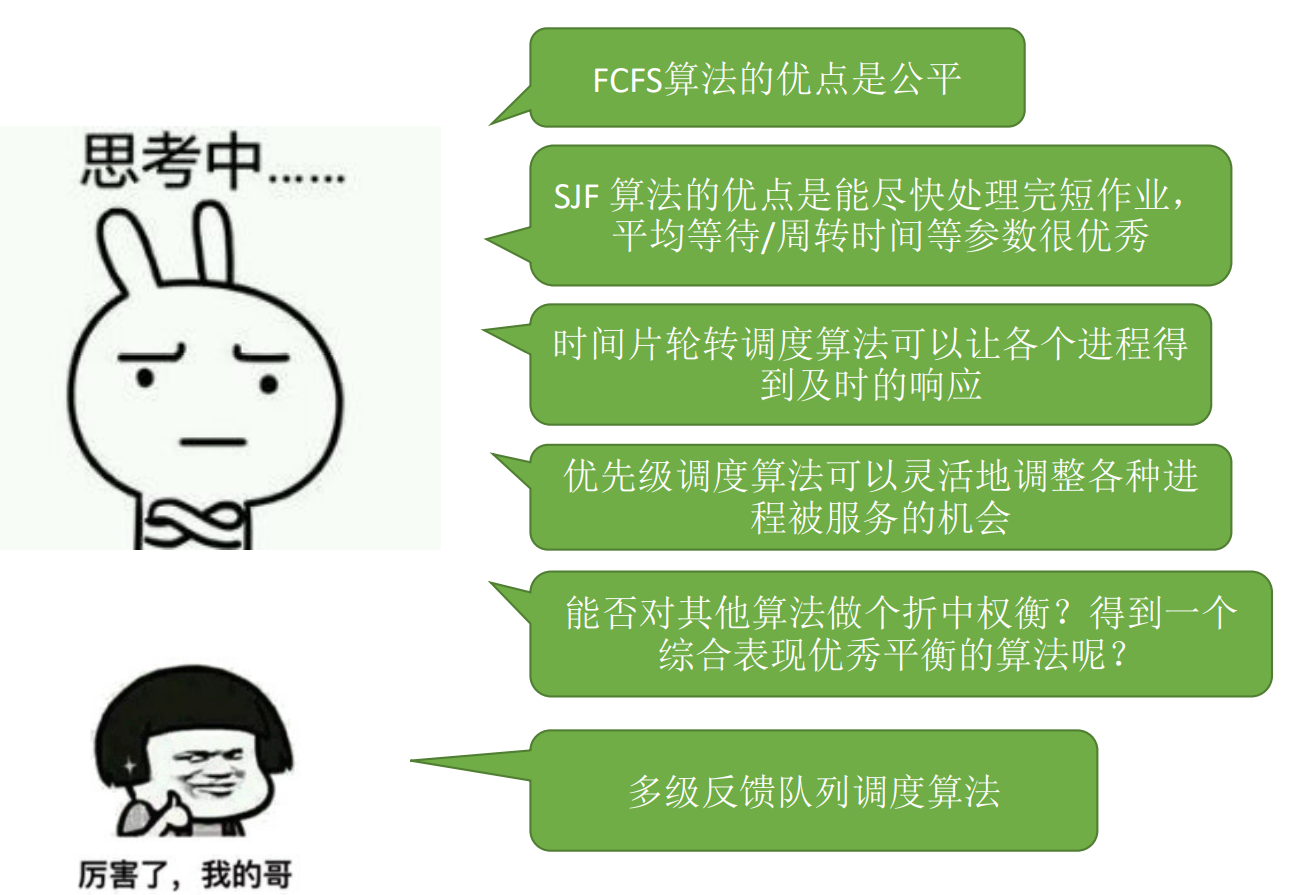 FCFS算法的优点是公平
思考中……
SJF 算法的优点是能尽快处理完短作业，
平均等待/周转时间等参数很优秀
时间片轮转调度算法可以让各个进程得
到及时的响应
优先级调度算法可以灵活地调整各种进
程被服务的机会
能否对其他算法做个折中权衡？得到一个
综合表现优秀平衡的算法呢？
多级反馈队列调度算法
厉害了，我的哥